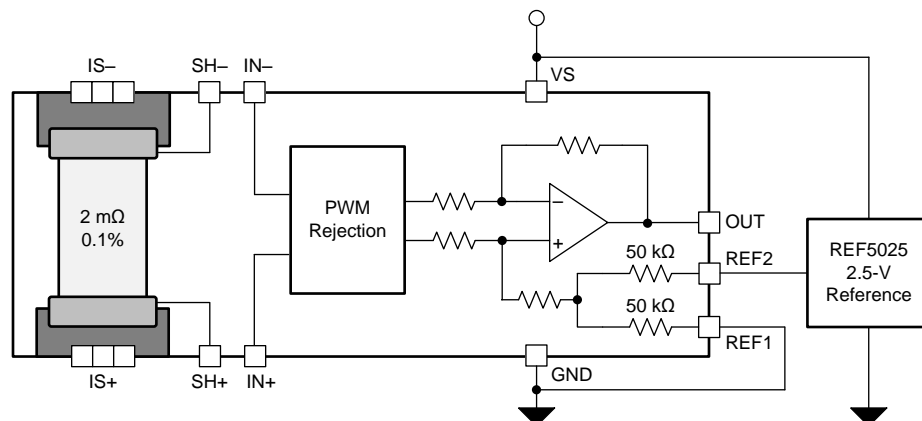 IS–
SH–
IN–
VS
2 mΩ
0.1%
PWM
Rejection
–
+
OUT
50 kΩ
REF2
50 kΩ
REF1
REF5025
2.5-V
Reference
IS+
SH+
IN+
GND